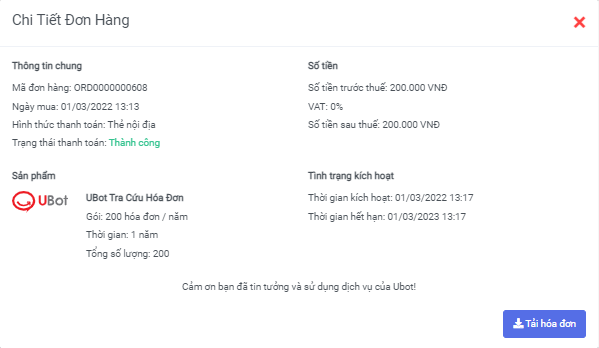 Chi Tiết Đơn Hàng
Thông tin chung
Mã đơn hàng: ORD0000000608
Ngày mua: 01/03/2022 13:13
Hình thức thanh toán: Thẻ nội địa
Trạng thái thanh toán: Thành công
Số tiền
Số tiền trước thuế: 200.000 VNĐ
VAT: 0%
Số tiền sau thuế: 200.000 VNĐ
Sản phẩm
UBot
UBot Tra Cứu Hóa Đơn
Gói: 200 hóa đơn / năm
Thời gian: 1 năm
Tổng số lượng: 200
Tình trạng kích hoạt
Thời gian kích hoạt: 01/03/2022 13:17
Thời gian hết hạn: 01/03/2023 13:17
Cảm ơn bạn đã tin tưởng và sử dụng dịch vụ của Ubot!
Tải hóa đơn